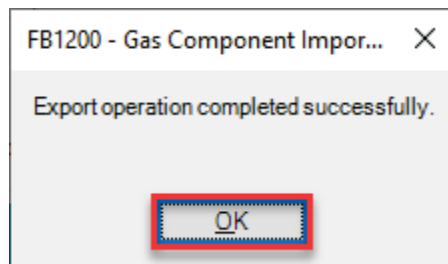 FB1200 - Gas Component Impor...
Export operation completed successfully.
OK